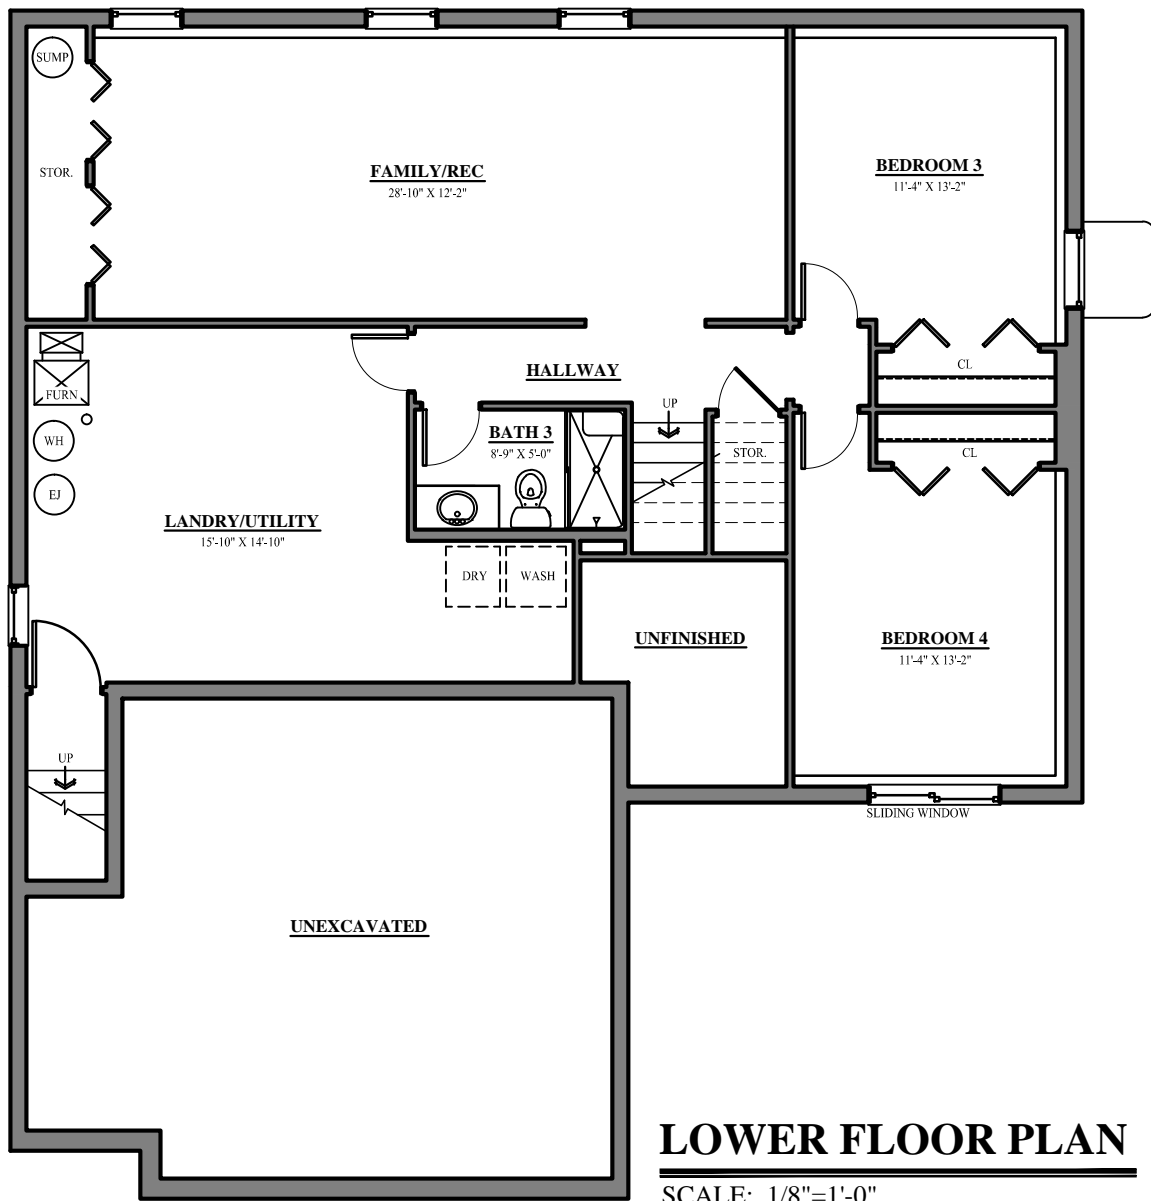 SUMP
STOR.
FAMILY/REC
28'-10" X 12'-2"
BEDROOM 3
11'-4" X 13'-2"
FURN
WH
EJ
HALLWAY
UP
CL
BATH 3
8'-9" X 5'-0"
STOR.
CL
LANDRY/UTILITY
15'-10" X 14'-10"
DRY
WASH
UNFINISHED
BEDROOM 4
11'-4" X 13'-2"
UP
SLIDING WINDOW
UNEXCAVATED
LOWER FLOOR PLAN
SCALE: 1/8"=1'-0"